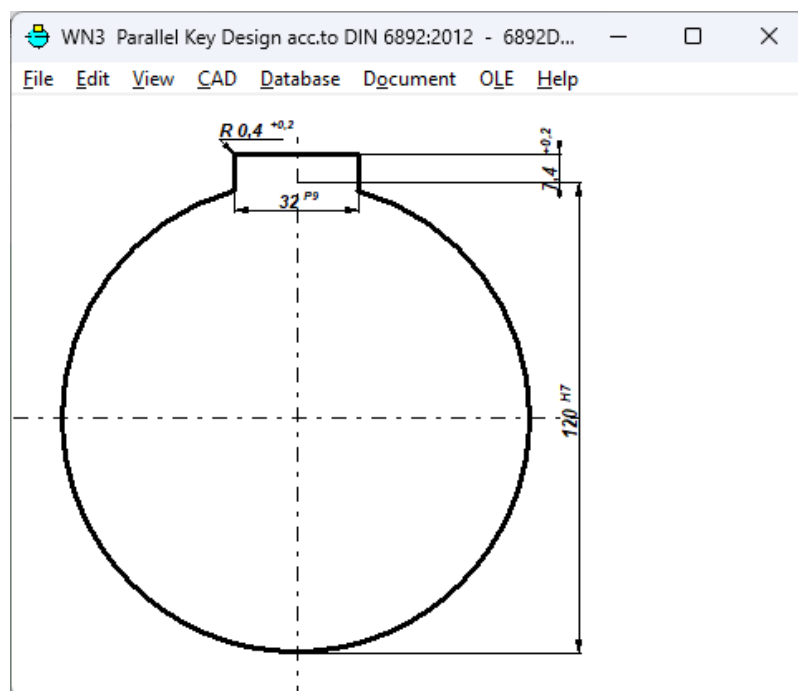 WN3 Parallel Key Design acc.to DIN 6892:2012 - 6892D...
File Edit View CAD Database Document OLE Help
R 0,4 +0,2
7,4 +0,2
32 P9
120 H7